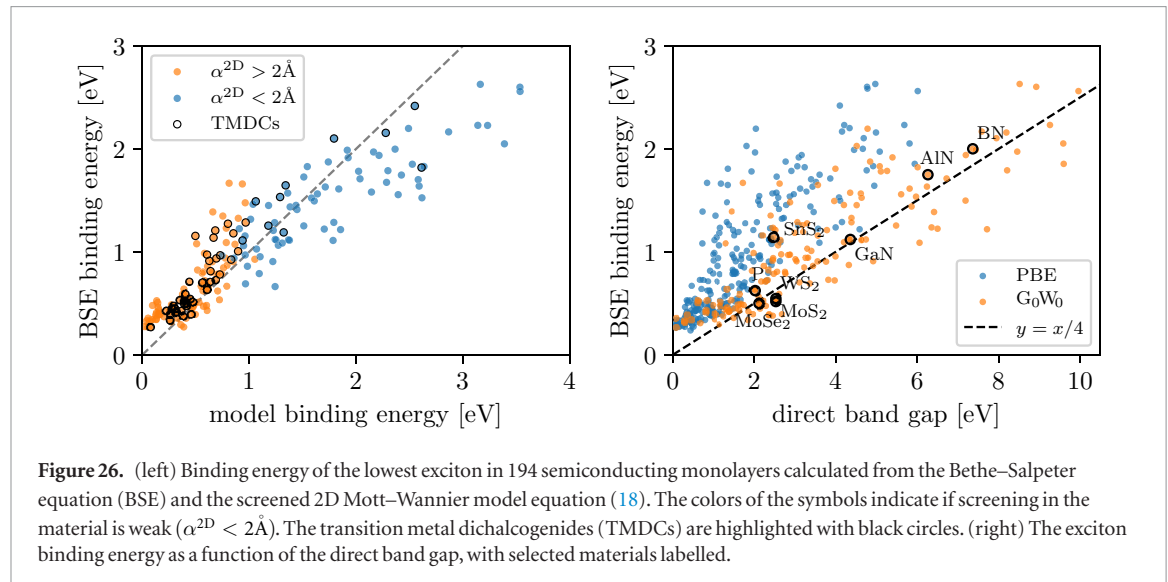 3
2
1
0
BSE binding energy [eV]
α²ᴰ > 2Å
α²ᴰ < 2Å
TMDCs
0 1 2 3 4
model binding energy [eV]
3
2
1
0
BSE binding energy [eV]
BN
AlN
SnS₂
GaN
P
WS₂
MoS₂
MoSe₂
PBE
G₀W₀
y = x/4
0 2 4 6 8 10
direct band gap [eV]
Figure 26. (left) Binding energy of the lowest exciton in 194 semiconducting monolayers calculated from the Bethe–Salpeter
equation (BSE) and the screened 2D Mott–Wannier model equation (18). The colors of the symbols indicate if screening in the
material is weak (α²ᴰ < 2Å). The transition metal dichalcogenides (TMDCs) are highlighted with black circles. (right) The exciton
binding energy as a function of the direct band gap, with selected materials labelled.